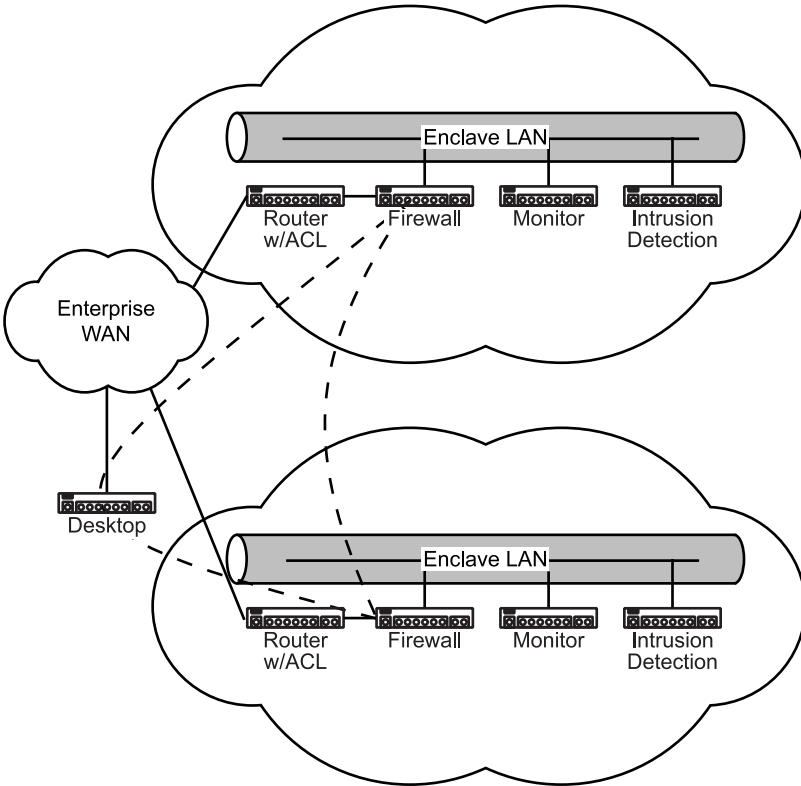 Enclave LAN
Router
w/ACL
Firewall
Monitor
Intrusion
Detection
Enterprise
WAN
Desktop
Enclave LAN
Router
w/ACL
Firewall
Monitor
Intrusion
Detection